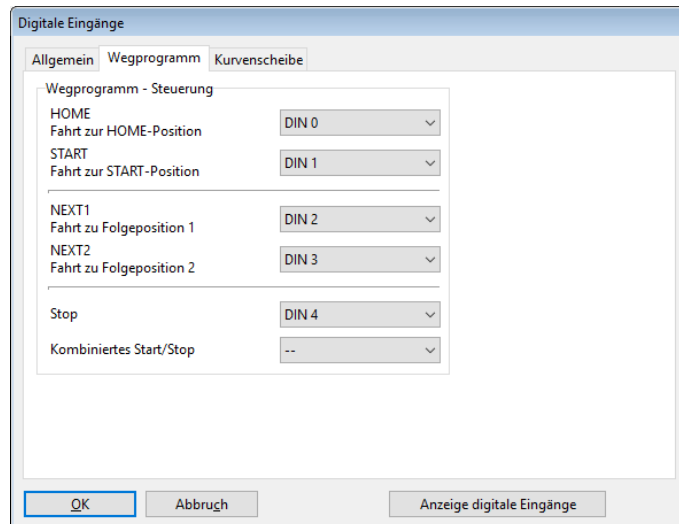 Digitale Eingänge
Allgemein Wegprogramm Kurvenscheibe
Wegprogramm - Steuerung
HOME
Fahrt zur HOME-Position
DIN 0
START
Fahrt zur START-Position
DIN 1
NEXT1
Fahrt zu Folgeposition 1
DIN 2
NEXT2
Fahrt zu Folgeposition 2
DIN 3
Stop DIN 4
Kombiniertes Start/Stop --
OK Abbruch Anzeige digitale Eingänge